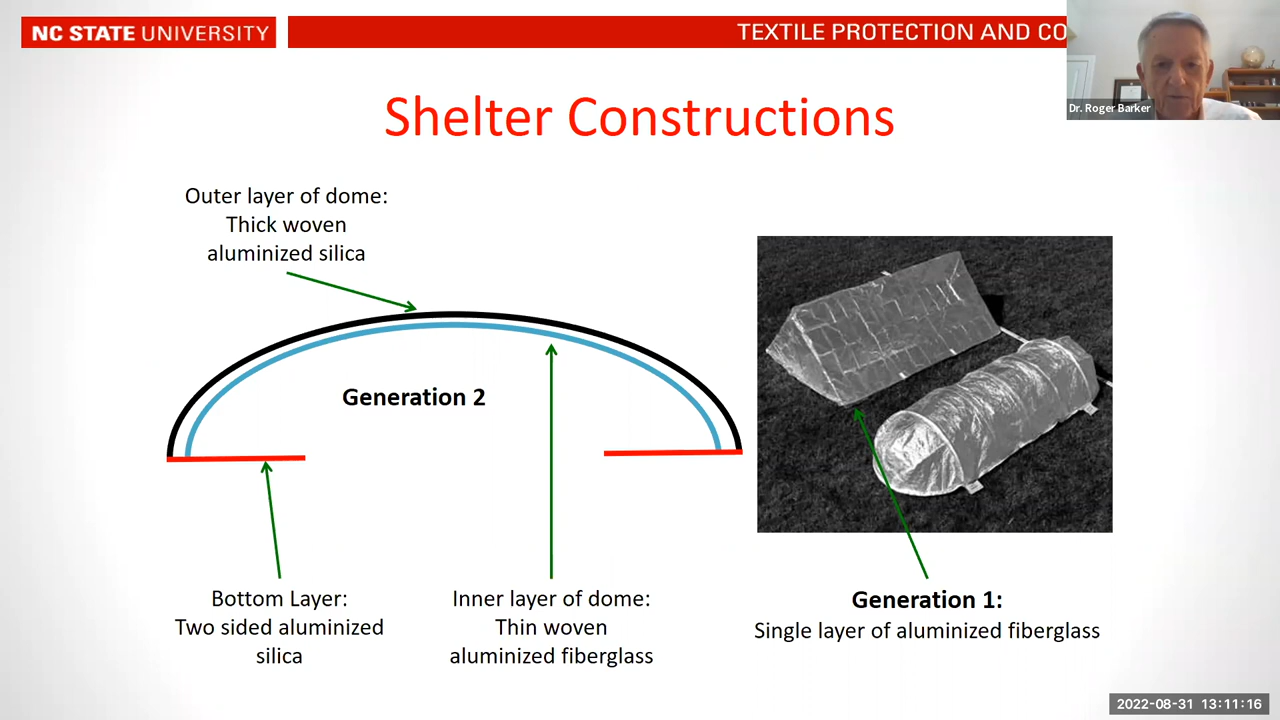 NC STATE UNIVERSITY
TEXTILE PROTECTION AND CO
Dr. Roger Barker
Shelter Constructions
Outer layer of dome:
Thick woven
aluminized silica
Generation 2
Bottom Layer:
Two sided aluminized
silica
Inner layer of dome:
Thin woven
aluminized fiberglass
Generation 1:
Single layer of aluminized fiberglass
2022-08-31 13:11:16